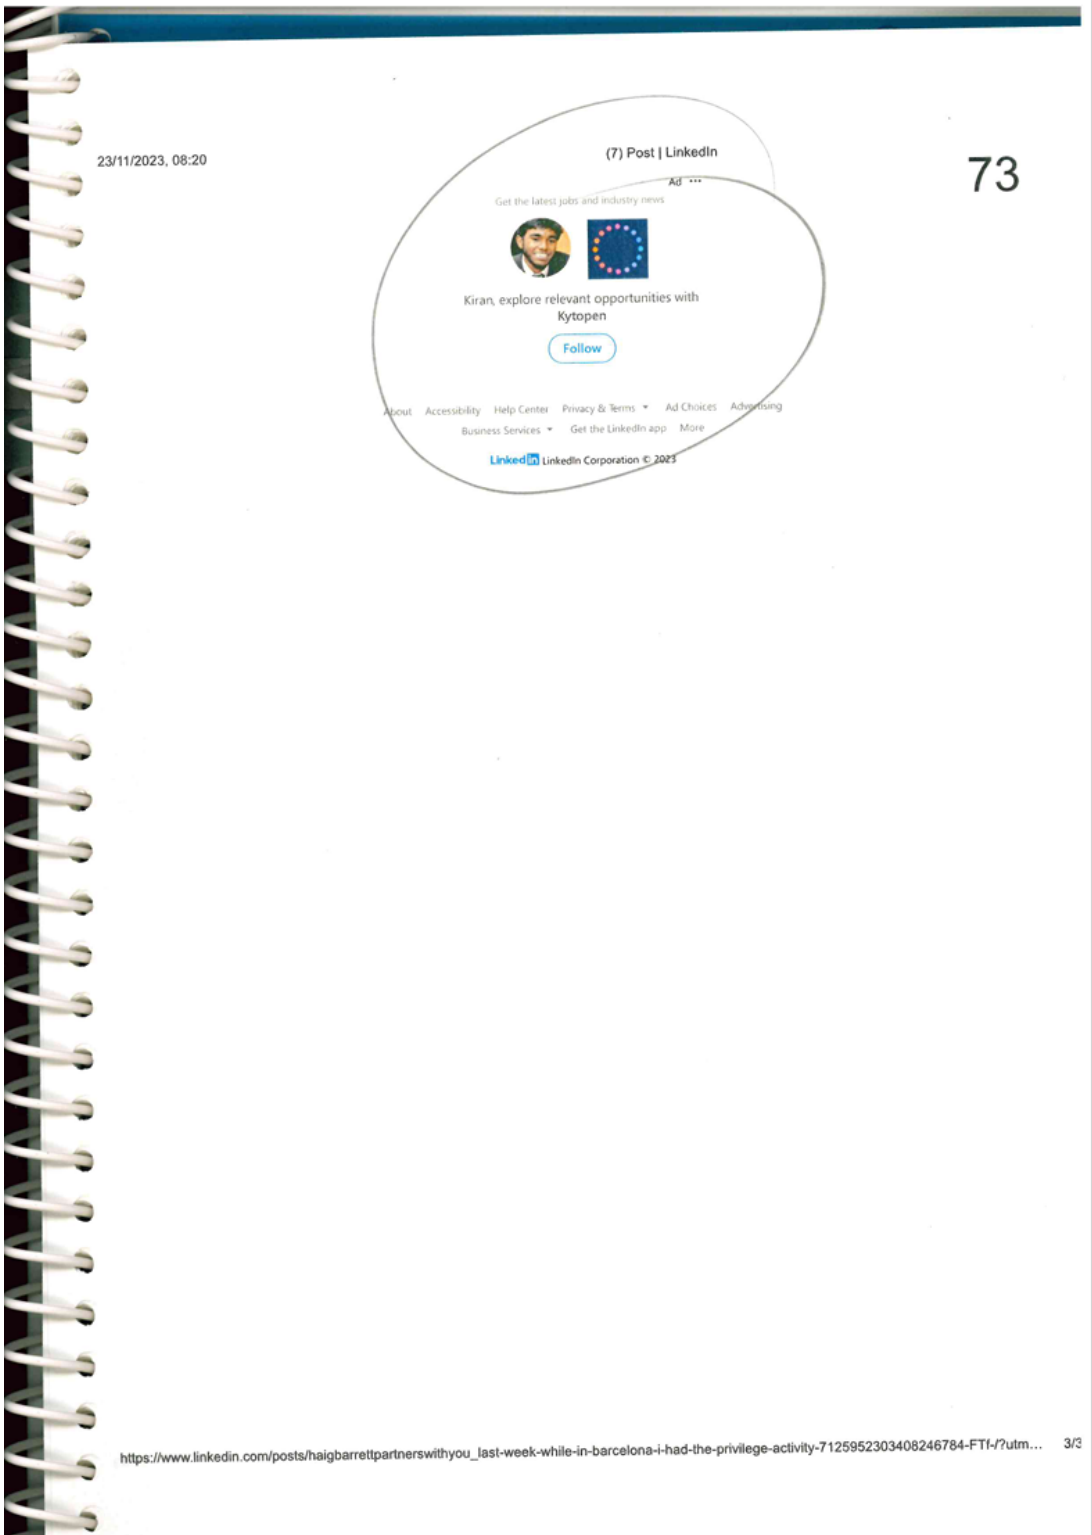 23/11/2023, 08:20
(7) Post | LinkedIn
73
Ad ···
Get the latest jobs and industry news
Kiran, explore relevant opportunities with
Kytopen
Follow
About Accessibility Help Center Privacy & Terms Ad Choices Advertising
Business Services Get the LinkedIn app More
Linkedin LinkedIn Corporation © 2023
https://www.linkedin.com/posts/haigbarrettpartnerswithyou_last-week-while-in-barcelona-i-had-the-privilege-activity-7125952303408246784-FTf-/?utm... 3/3